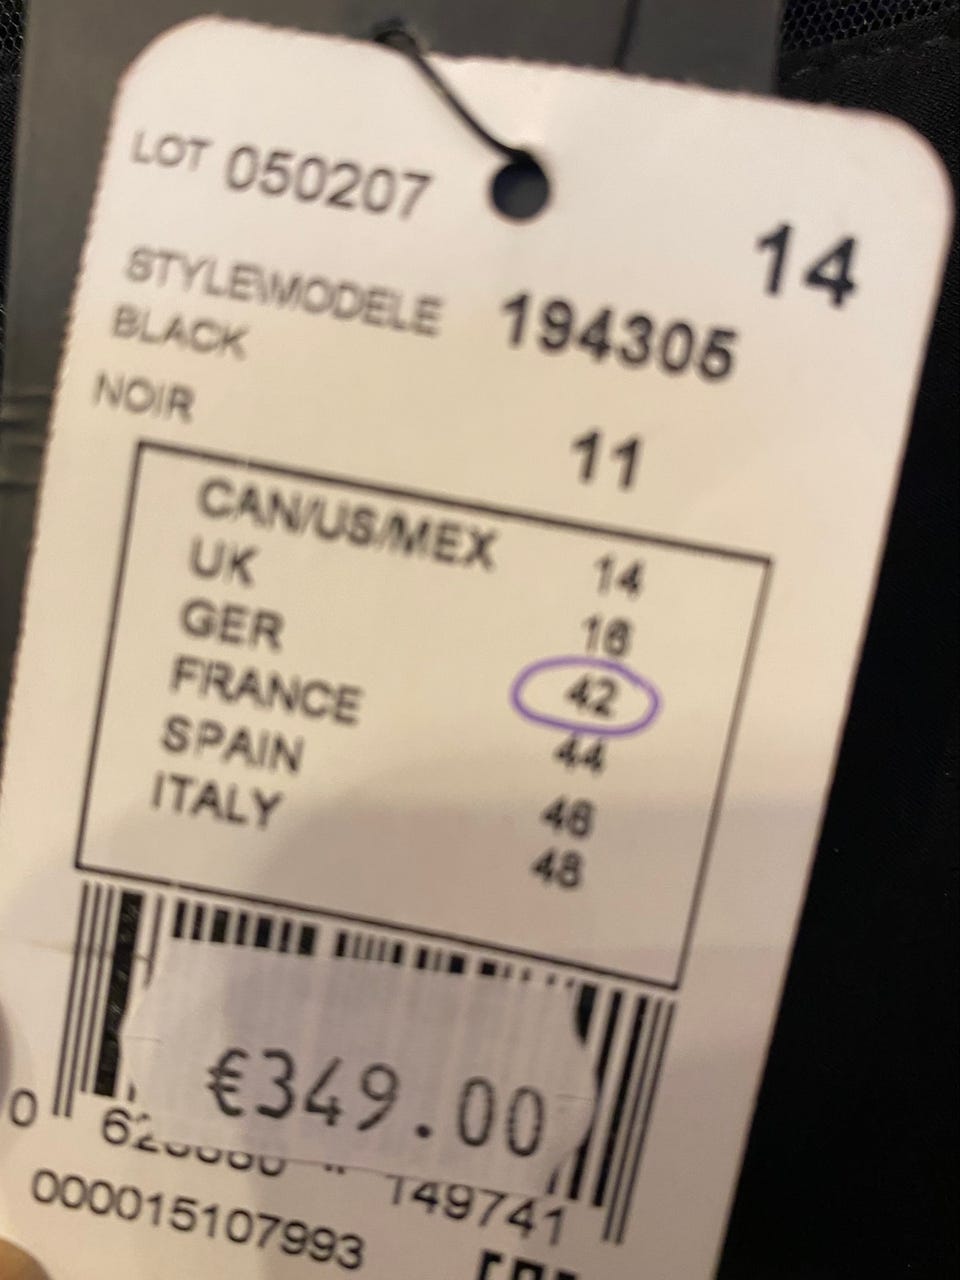 LOT 050207
14
STYLE\MODELE 194305
BLACK
NOIR
11
CAN/US/MEX 14
UK 16
GER 42
FRANCE 44
SPAIN 46
ITALY 48
€349.00
0
149741
000015107993